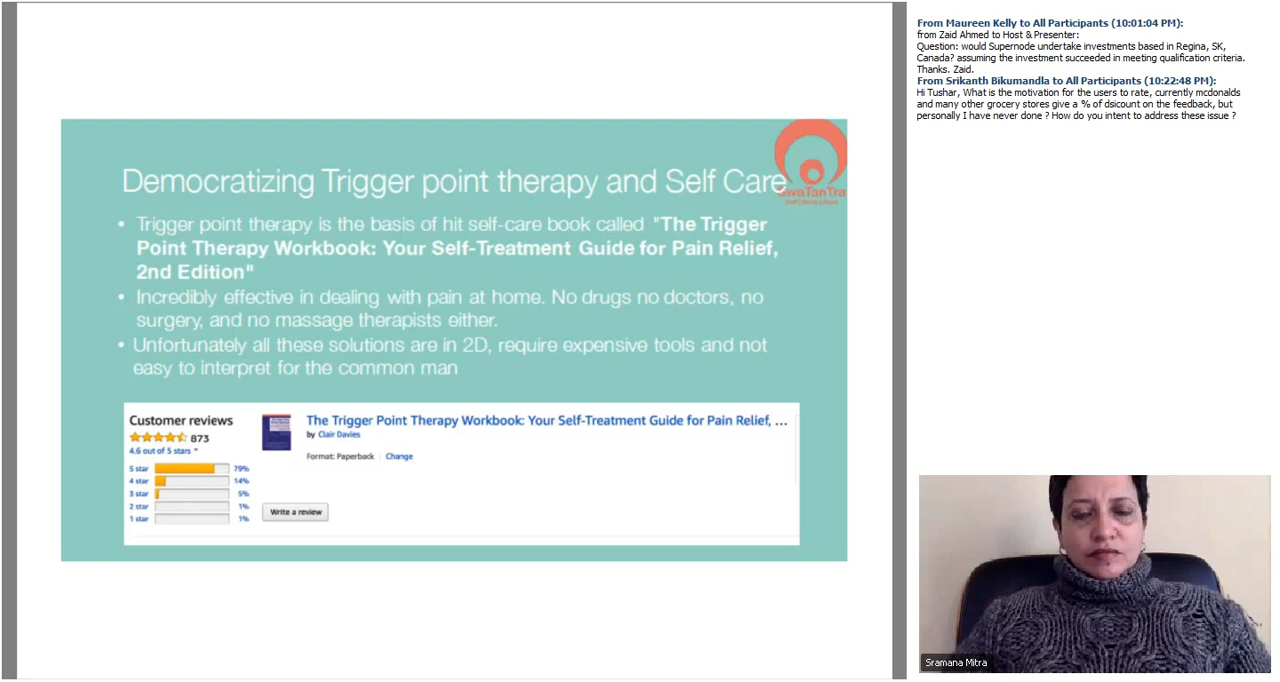 Democratizing Trigger point therapy and Self Care
• Trigger point therapy is the basis of hit self-care book called "The Trigger
Point Therapy Workbook: Your Self-Treatment Guide for Pain Relief,
2nd Edition"
• Incredibly effective in dealing with pain at home. No drugs no doctors, no
surgery, and no massage therapists either.
• Unfortunately all these solutions are in 2D, require expensive tools and not
easy to interpret for the common man
SwaTanTra
Customer reviews
873
4.6 out of 5 stars
5 star 79%
4 star 14%
3 star 5%
2 star 1%
1 star 1%
The Trigger Point Therapy Workbook: Your Self-Treatment Guide for Pain Relief, ...
by Clair Davies
Format: Paperback | Change
Write a review
From Maureen Kelly to All Participants (10:01:04 PM):
from Zaid Ahmed to Host & Presenter:
Question: would Supernode undertake investments based in Regina, SK,
Canada? assuming the investment succeeded in meeting qualification criteria.
Thanks. Zaid.
From Srikanth Bikumandla to All Participants (10:22:48 PM):
Hi Tushar, What is the motivation for the users to rate, currently mcdonalds
and many other grocery stores give a % of dsicount on the feedback, but
personally I have never done ? How do you intent to address these issue ?
Sramana Mitra